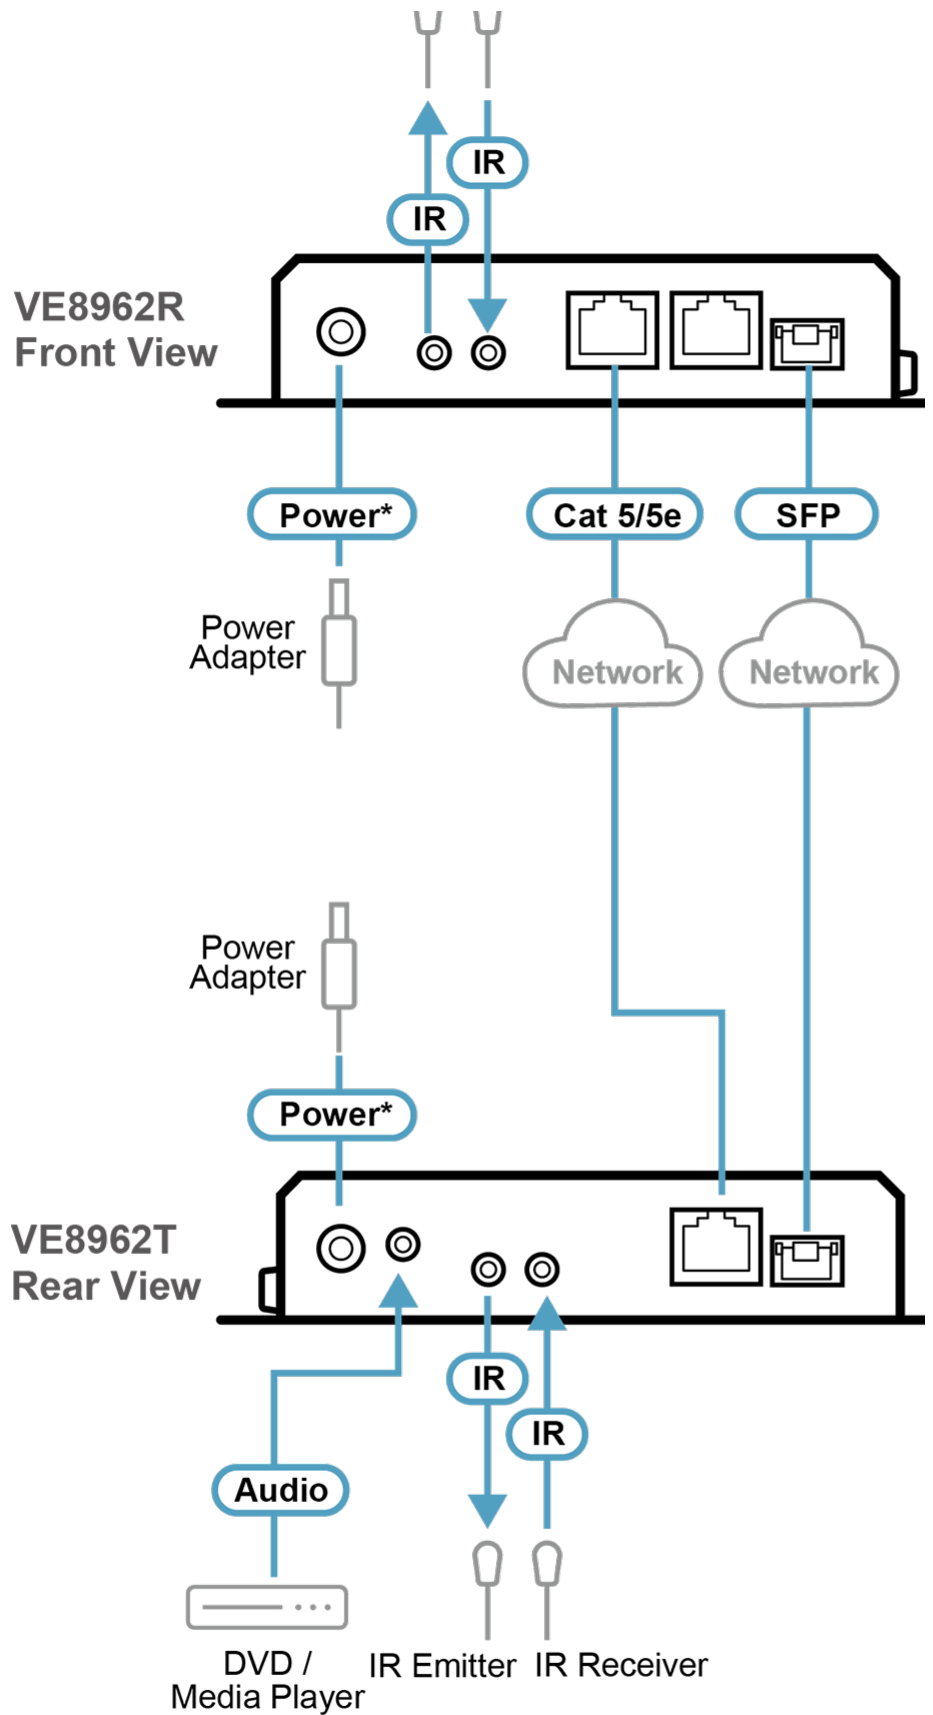 IR
IR
VE8962R
Front View
Power*
Cat 5/5e
SFP
Power
Adapter
Network
Network
Power
Adapter
Power*
VE8962T
Rear View
IR
IR
Audio
DVD /
Media Player
IR Emitter
IR Receiver